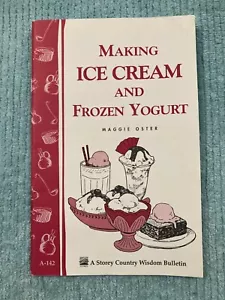 MAKING
ICE CREAM
AND
FROZEN YOGURT
MAGGIE OSTER
A-142
A Storey Country Wisdom Bulletin